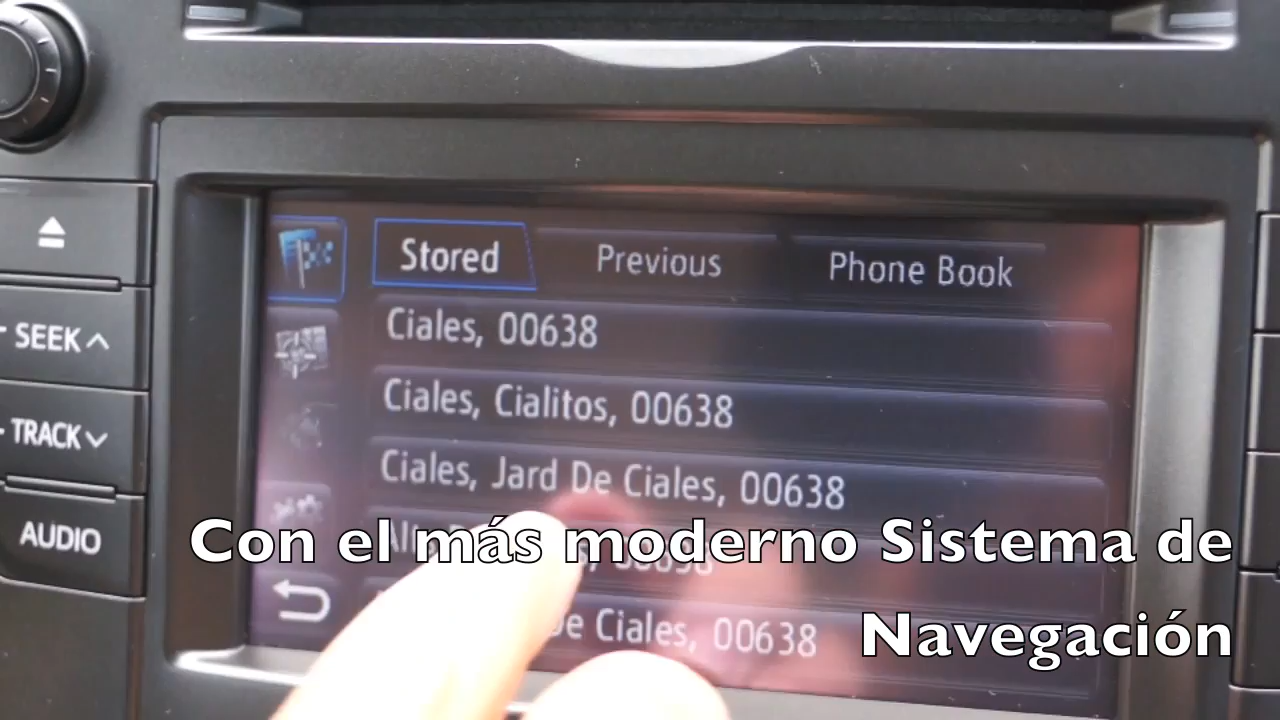 Stored
Previous
Phone Book
SEEK
Ciales, 00638
Ciales, Cialitos, 00638
TRACK
Ciales, Jard De Ciales, 00638
AUDIO
Con el más moderno Sistema de
Navegación
De Ciales, 00638